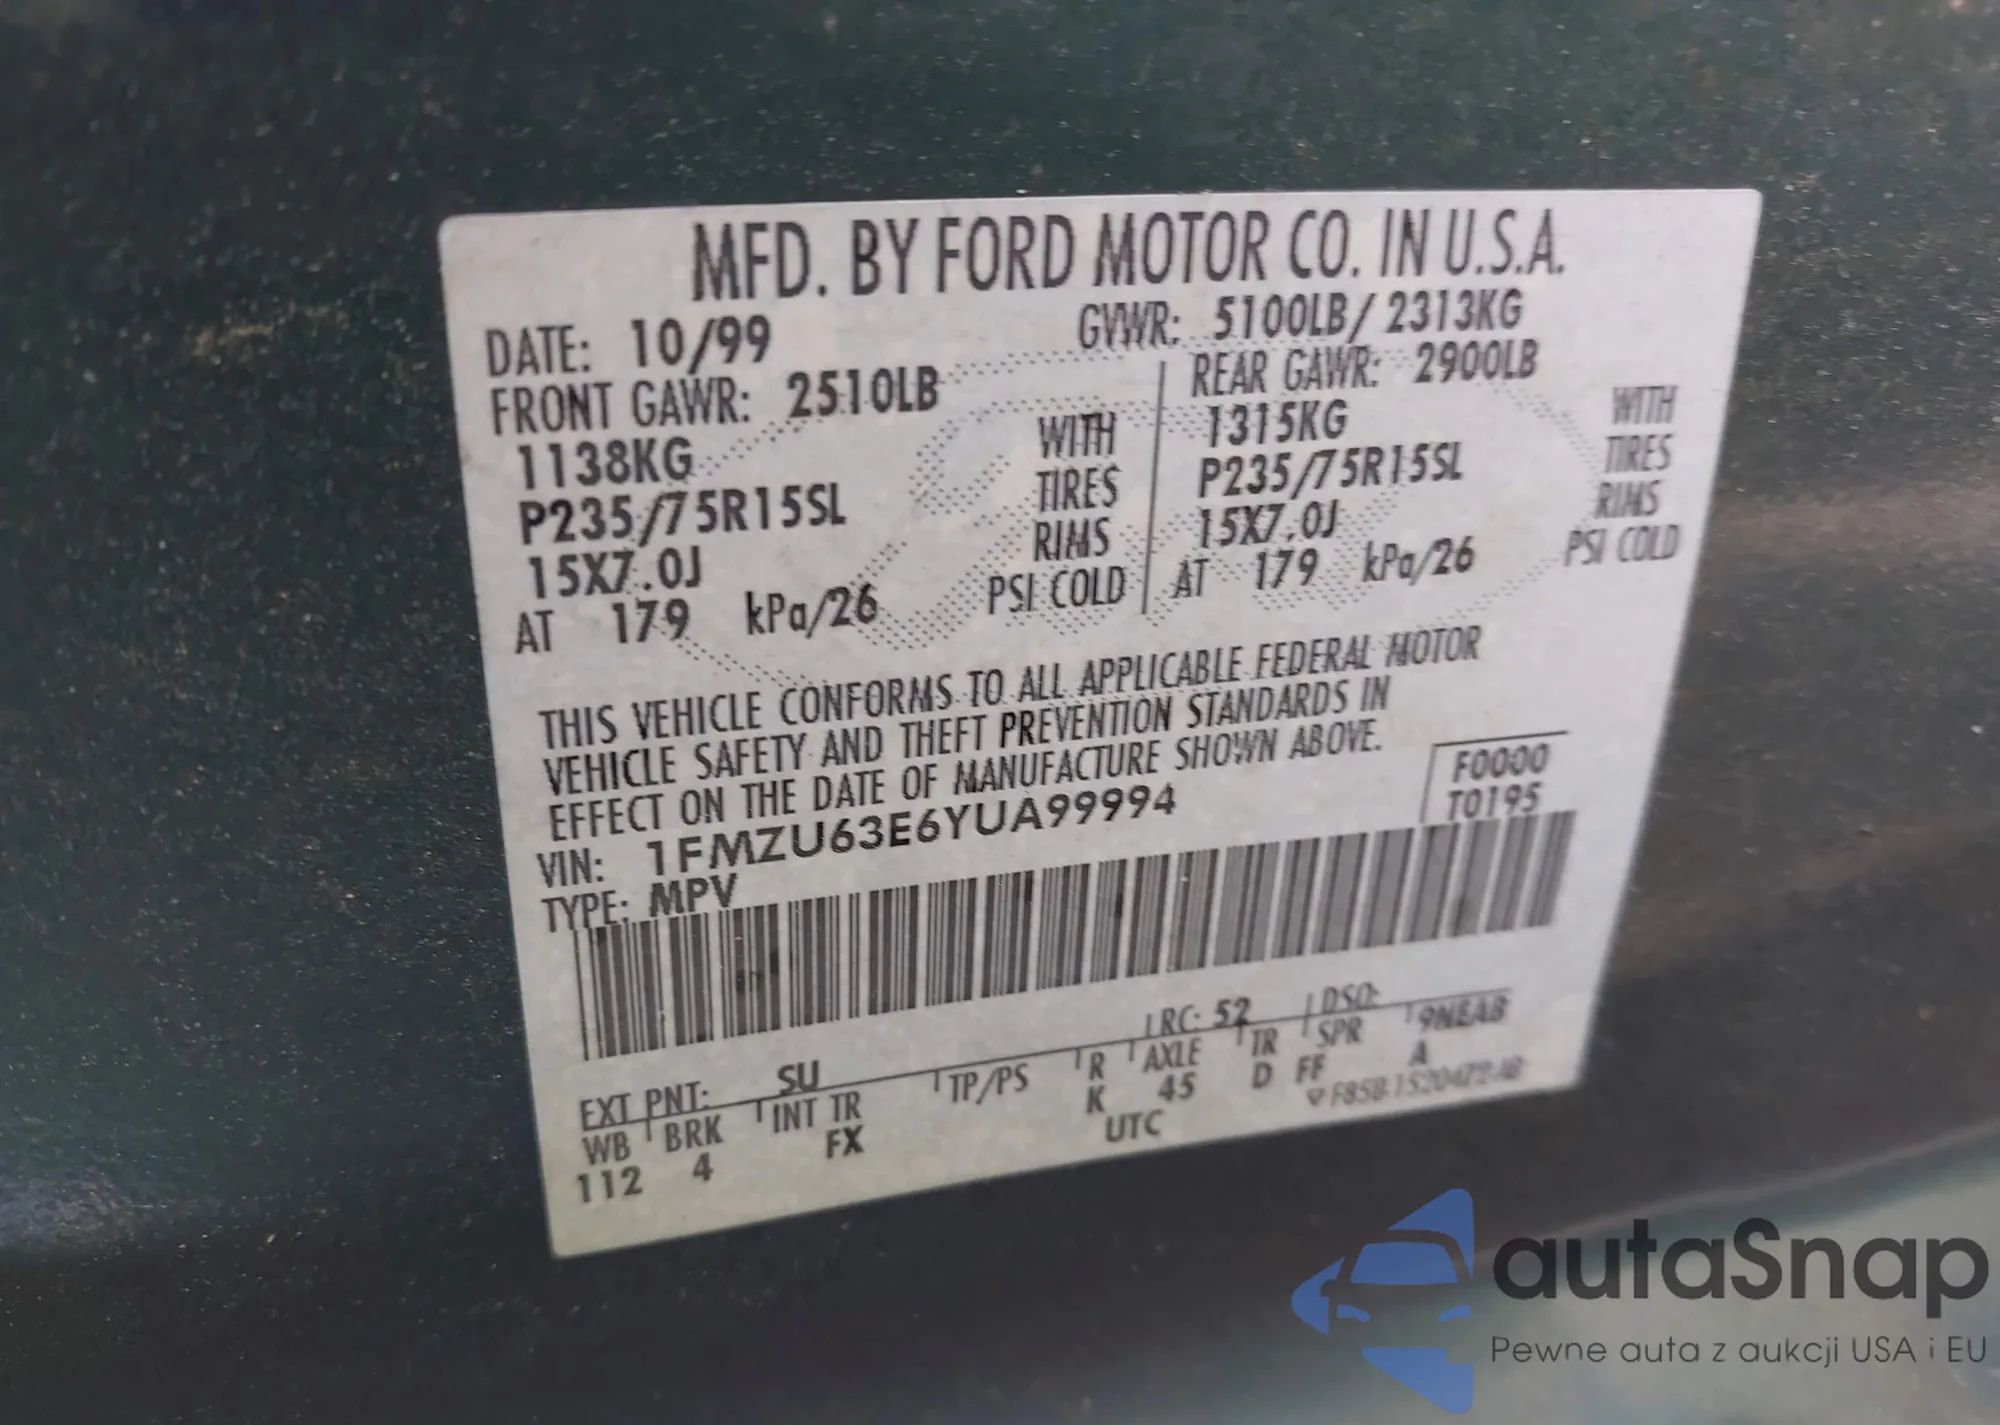 MFD. BY FORD MOTOR CO. IN U.S.A.
DATE: 10/99 GVWR: 5100LB/ 2313KG
FRONT GAWR: 2510LB REAR GAWR: 2900LB
1138KG WITH 1315KG WITH
P235/75R15SL TIRES P235/75R15SL TIRES
15X7.0J RIMS 15X7.0J RIMS
AT 179 kPa/26 PSI COLD AT 179 kPa/26 PSI COLD
THIS VEHICLE CONFORMS TO ALL APPLICABLE FEDERAL MOTOR
VEHICLE SAFETY AND THEFT PREVENTION STANDARDS IN
EFFECT ON THE DATE OF MANUFACTURE SHOWN ABOVE.
VIN: 1FMZU63E6YUA99994
F0000
T0195
TYPE: MPV
EXT PNT: SU RC: 52 DSO:
WB BRK INT TR TP/PS R AXLE TR SPR 9NEAB
112 4 FX K 45 D FF A
UTC
autaSnap
Pewne auta z aukcji USA i EU